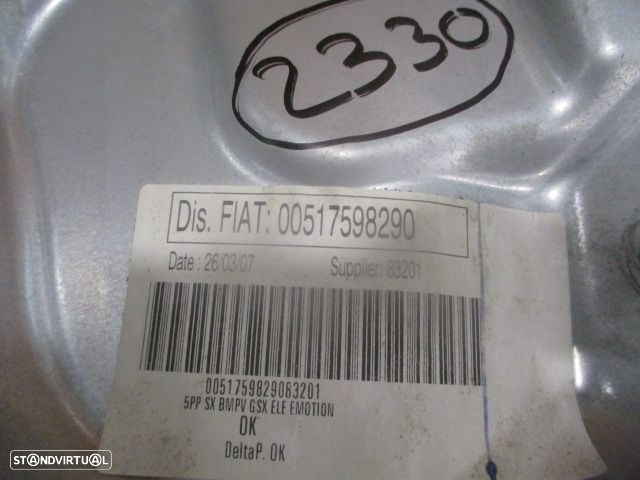 2330
Dis. FIAT: 00517598290
Date : 26/03/07 Supplier: 83201
0051759829083201
5PP SX BMPV GSX ELE EMOTION
OK
DeltaP. OK
STANDVIRTUAL